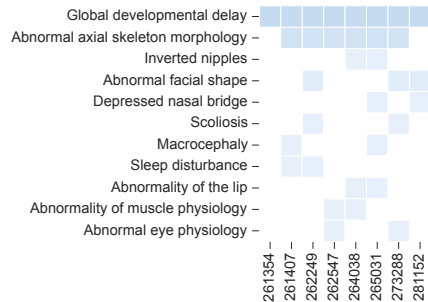 Global developmental delay
Abnormal axial skeleton morphology
Inverted nipples
Abnormal facial shape
Depressed nasal bridge
Scoliosis
Macrocephaly
Sleep disturbance
Abnormality of the lip
Abnormality of muscle physiology
Abnormal eye physiology
261354
261407
262249
262547
264038
265031
273288
281152